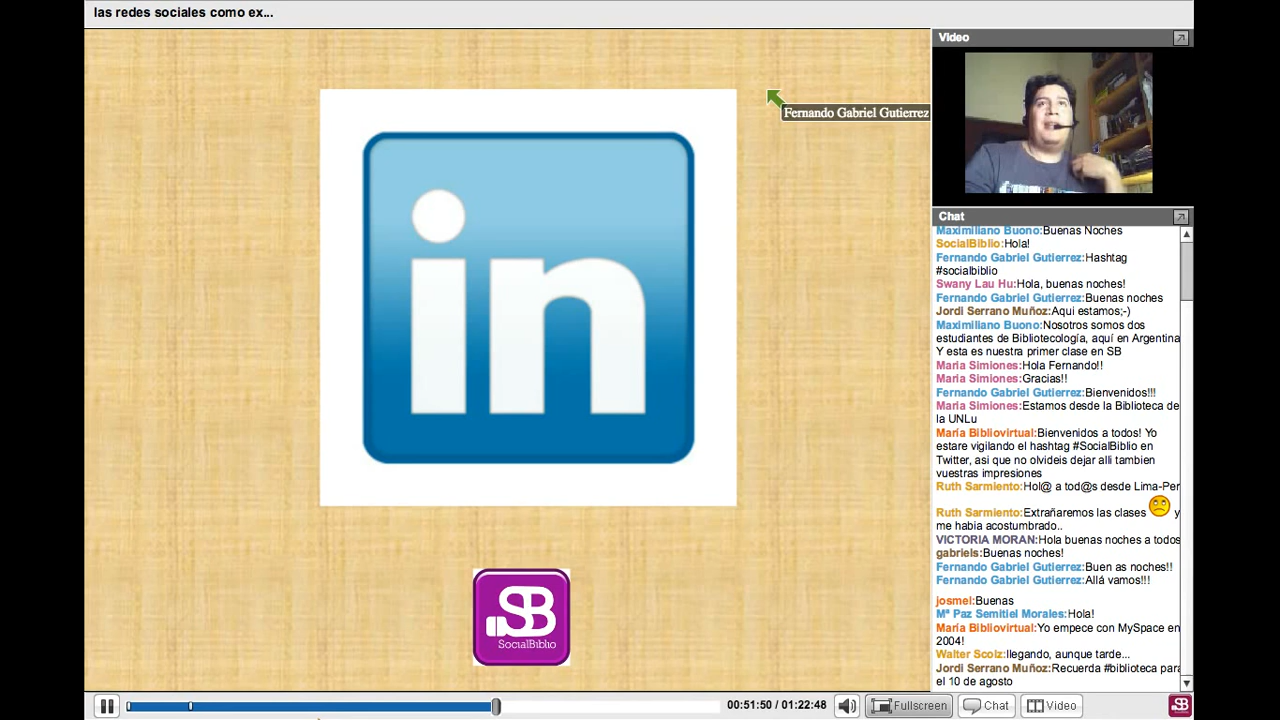 las redes sociales como ex...
Video
Fernando Gabriel Gutierrez
in
Chat
Maximiliano Buono:Buenas Noches
SocialBiblio:Hola!
Fernando Gabriel Gutierrez:Hashtag
#socialbiblio
Swany Lau Hu:Hola, buenas noches!
Fernando Gabriel Gutierrez:Buenas noches
Jordi Serrano Muñoz:Aqui estamos;-)
Maximiliano Buono:Nosotros somos dos
estudiantes de Bibliotecología, aquí en Argentina
Y esta es nuestra primer clase en SB
Maria Simiones:Hola Fernando!!
Maria Simiones:Gracias!!
Fernando Gabriel Gutierrez:Bienvenidos!!!
Maria Simiones:Estamos desde la Biblioteca de
la UNLu
María Bibliovirtual:Bienvenidos a todos! Yo
estare vigilando el hashtag #SocialBiblio en
Twitter, asi que no olvideis dejar alli tambien
vuestras impresiones
Ruth Sarmiento:Hol@ a tod@s desde Lima-Per
Ruth Sarmiento:Extrañaremos las clases y
me habia acostumbrado..
VICTORIA MORAN:Hola buenas noches a todos
gabriels:Buenas noches!
Fernando Gabriel Gutierrez:Buen as noches!!
Fernando Gabriel Gutierrez:Allá vamos!!!
josmel:Buenas
Mª Paz Semitiel Morales:Hola!
María Bibliovirtual:Yo empece con MySpace en
2004!
Walter Scolz:llegando, aunque tarde...
Jordi Serrano Muñoz:Recuerda #biblioteca para
el 10 de agosto
SB
SocialBiblio
00:51:50 / 01:22:48
Fullscreen
Chat
Video
SB